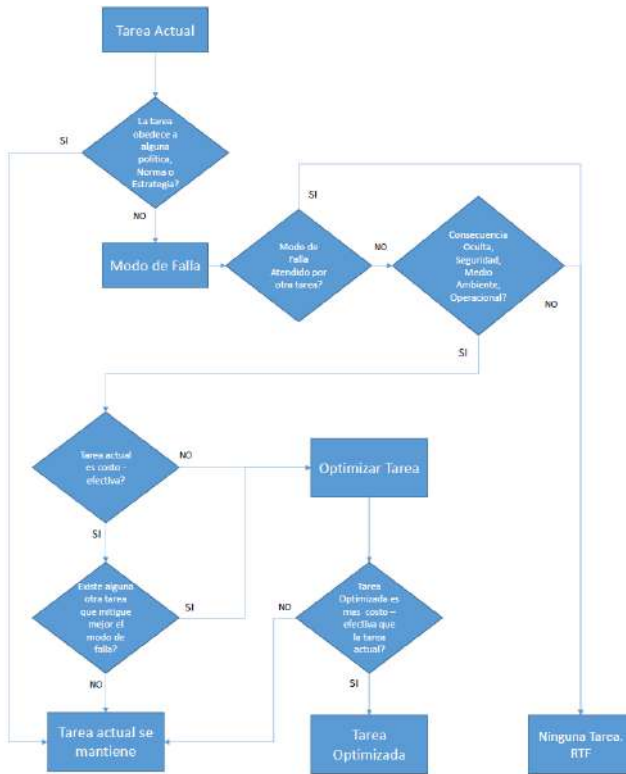 Tarea Actual
SI
La tarea
obedece a
alguna
política,
Norma o
Estrategia?
NO
SI
Modo de Falla
Modo de
Falla
Atendido por
otra tarea?
NO
Consecuencia
Oculta,
Seguridad,
Medio
Ambiente,
Operacional?
NO
SI
Tarea actual
es costo -
efectiva?
NO
Optimizar Tarea
SI
Existe alguna
otra tarea
que mitigue
mejor el
modo de
falla?
SI
NO
Tarea
Optimizada es
mas costo –
efectiva que
la tarea
actual?
NO
SI
Tarea actual se
mantiene
Tarea
Optimizada
Ninguna Tarea.
RTF